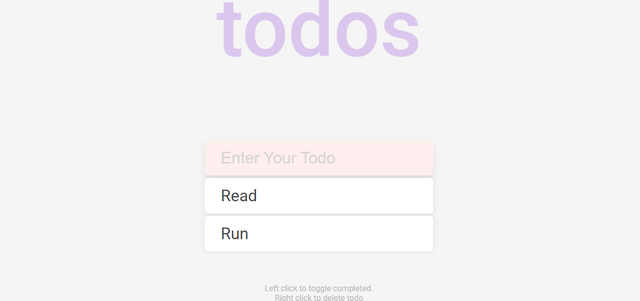 todos
Enter Your Todo
Read
Run
Left click to toggle completed.
Right click to delete todo